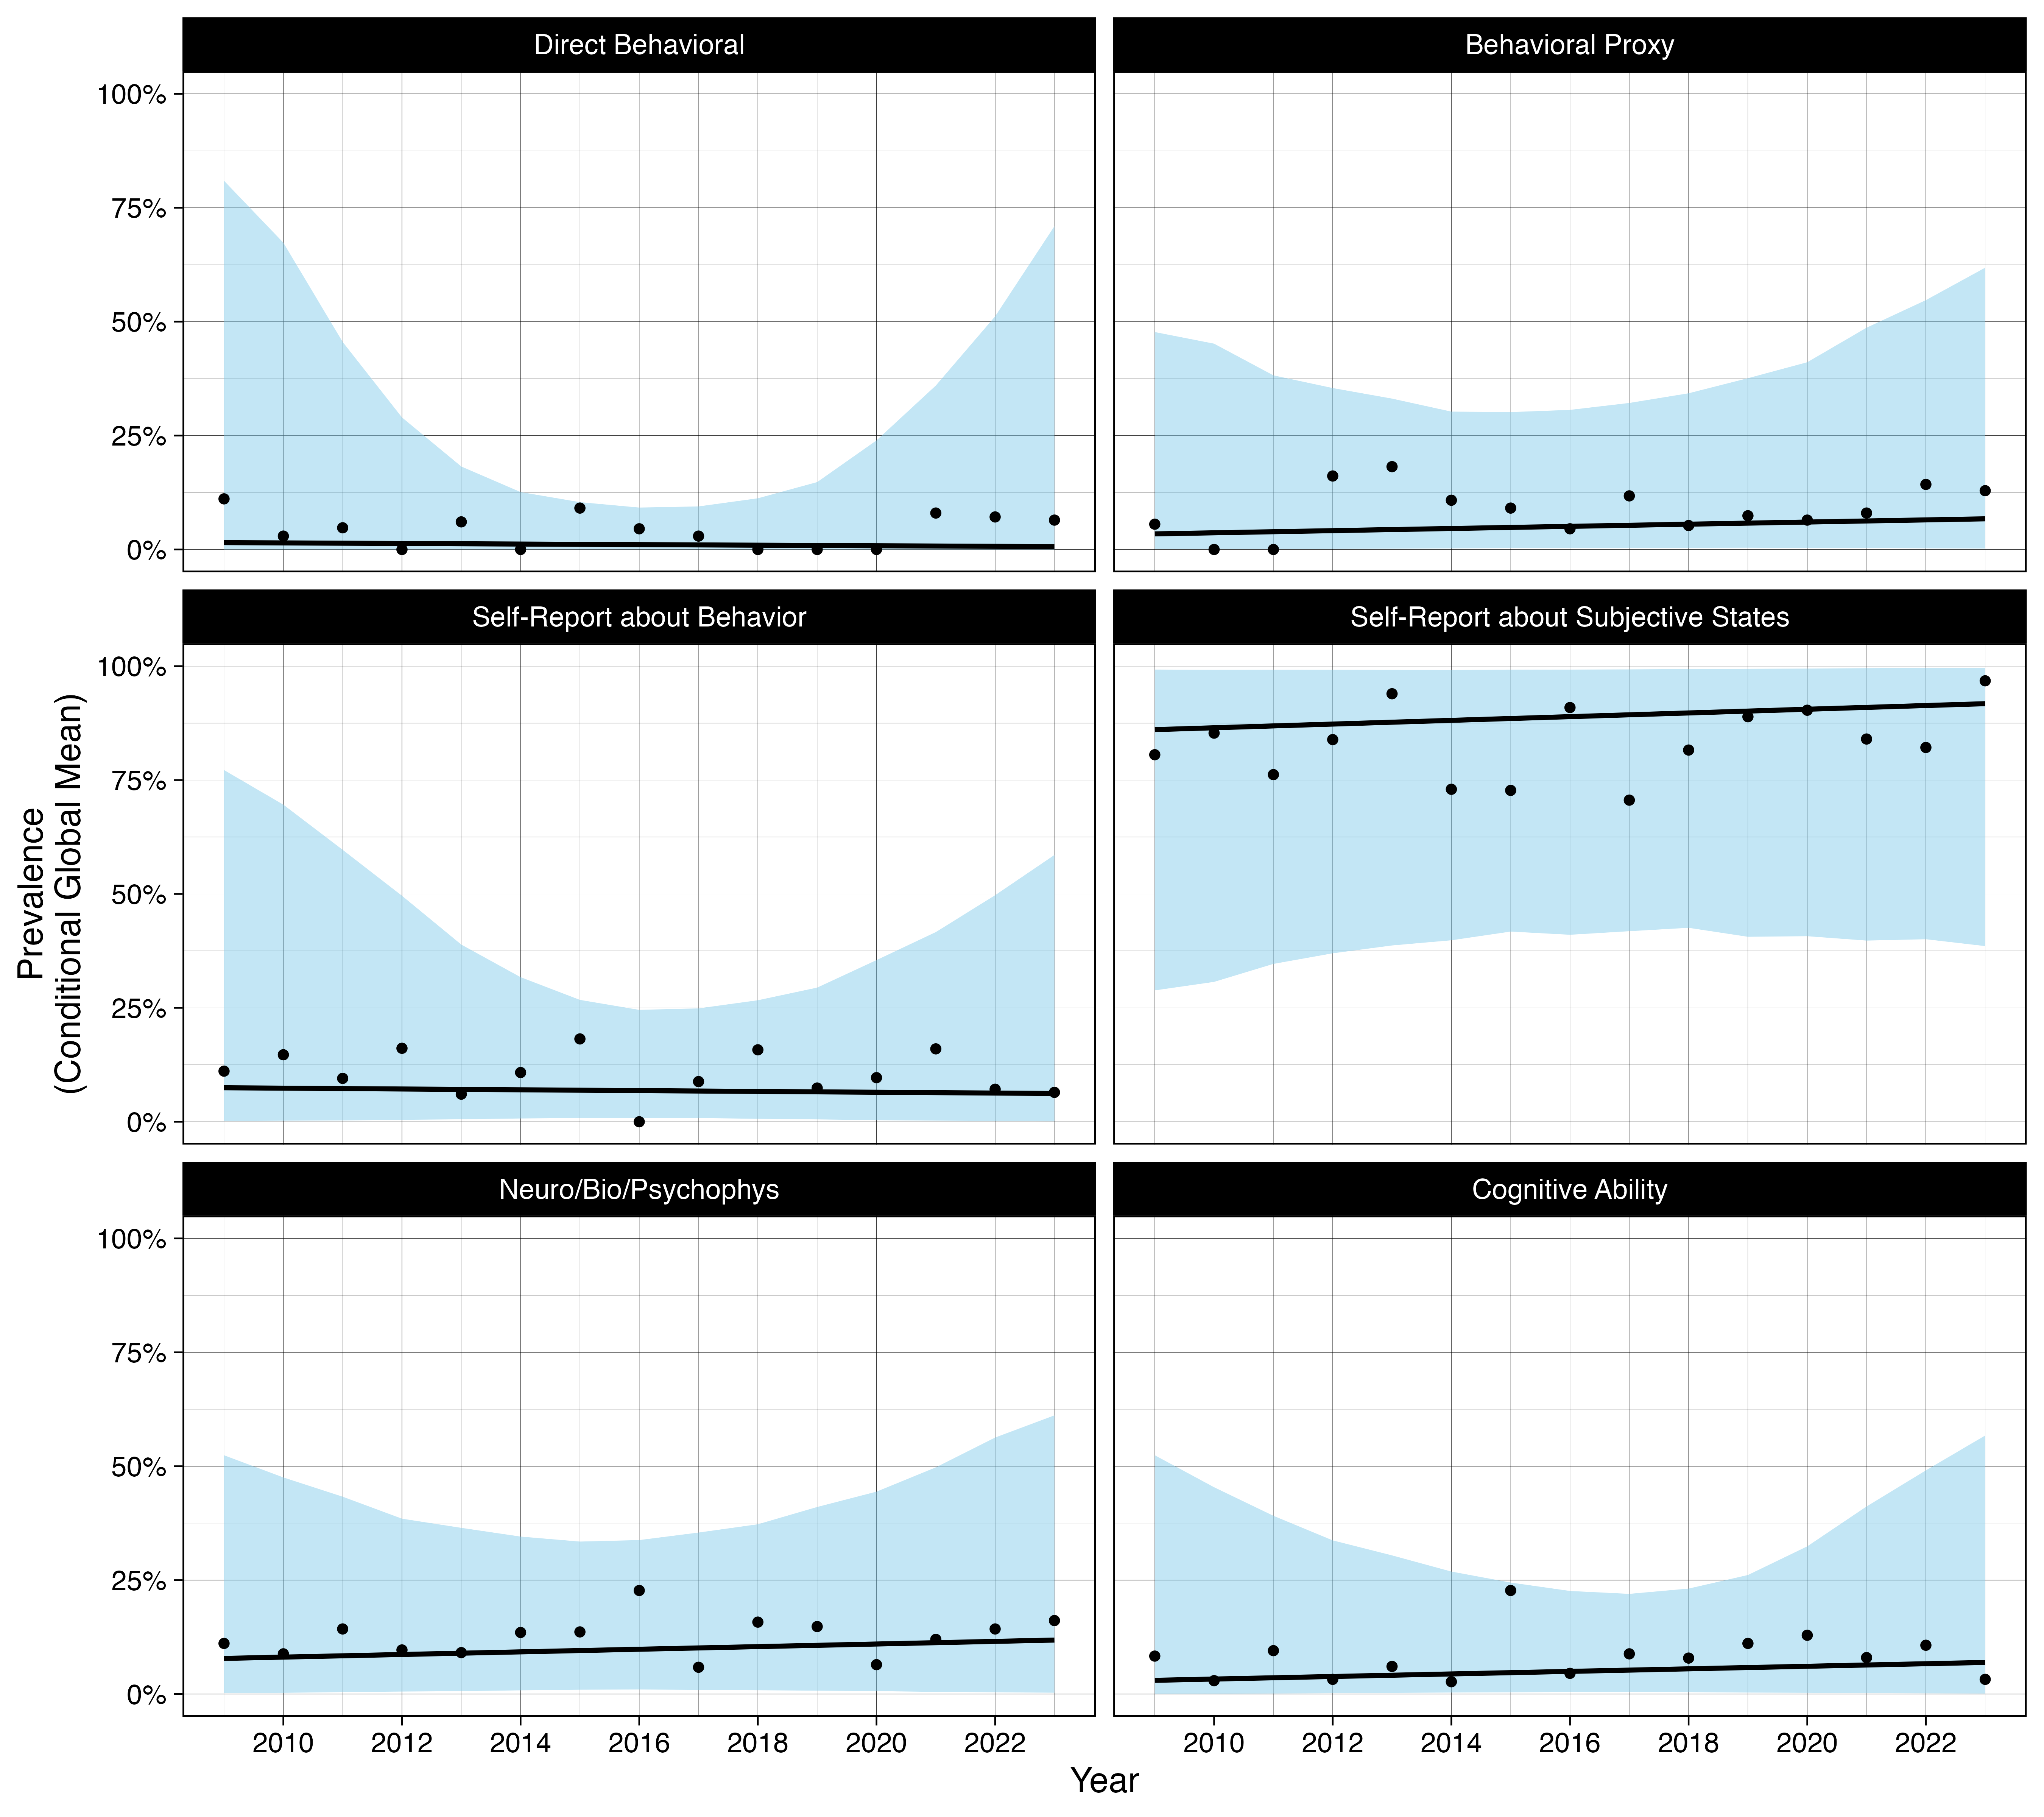 Direct Behavioral
Behavioral Proxy
100%
75%
50%
25%
0%
Self-Report about Behavior
Self-Report about Subjective States
100%
75%
50%
25%
0%
Prevalence
(Conditional Global Mean)
Neuro/Bio/Psychophys
Cognitive Ability
100%
75%
50%
25%
0%
2010 2012 2014 2016 2018 2020 2022
2010 2012 2014 2016 2018 2020 2022
Year